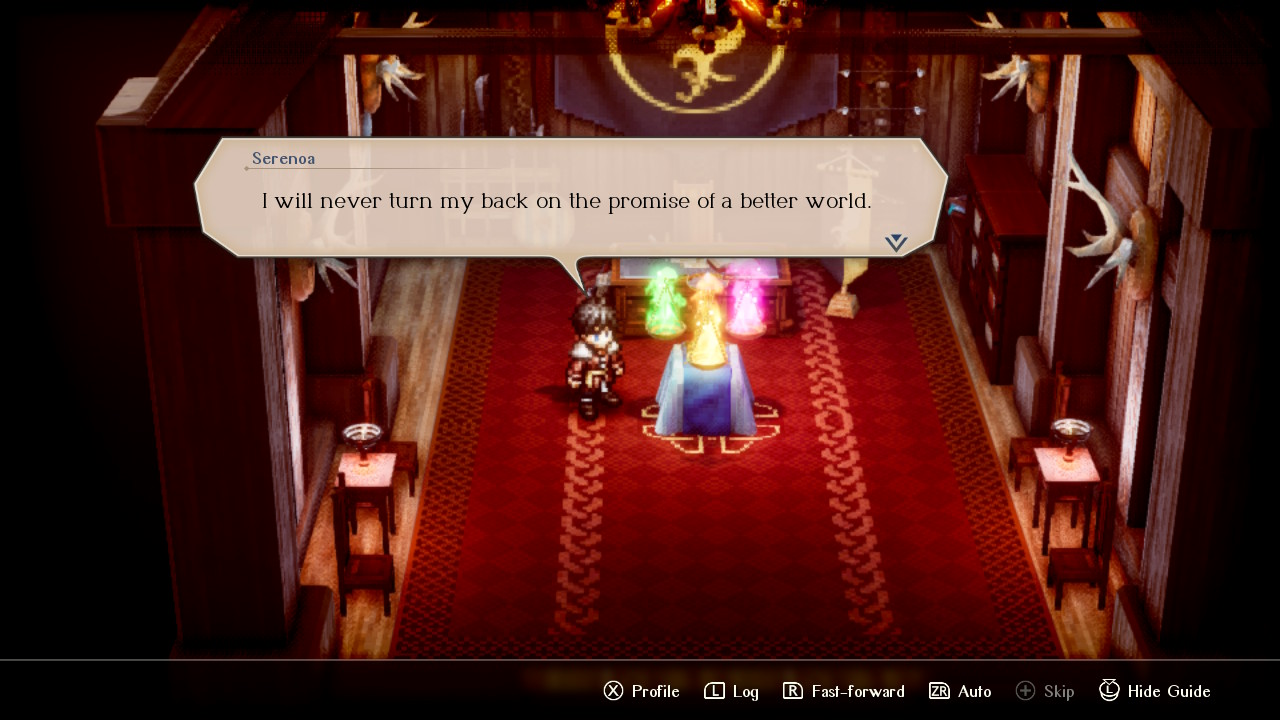 Serenoa
I will never turn my back on the promise of a better world.
X Profile L Log R Fast-forward ZR Auto + Skip L Hide Guide